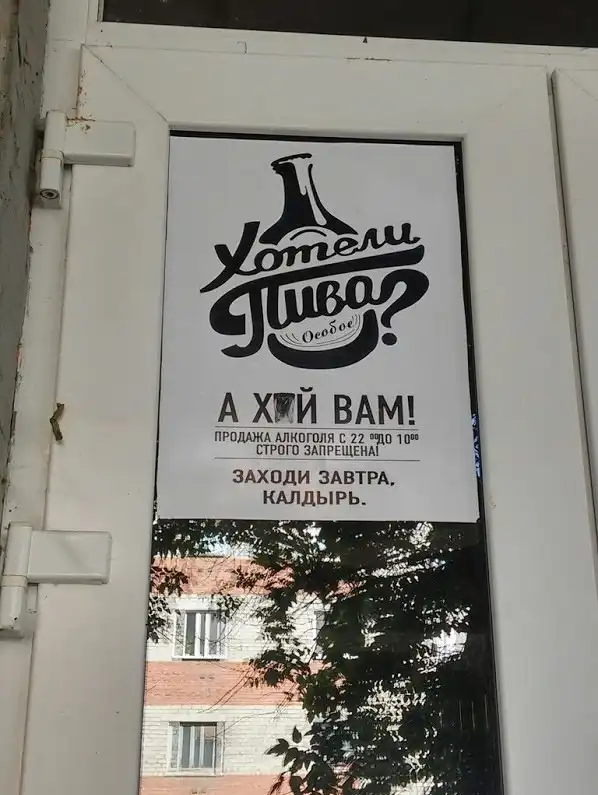 Хотели
Пива?
Особое
А Х Й ВАМ!
ПРОДАЖА АЛКОГОЛЯ С 22 00 ДО 10 00
СТРОГО ЗАПРЕЩЕНА!
ЗАХОДИ ЗАВТРА,
КАЛДЫРЬ.